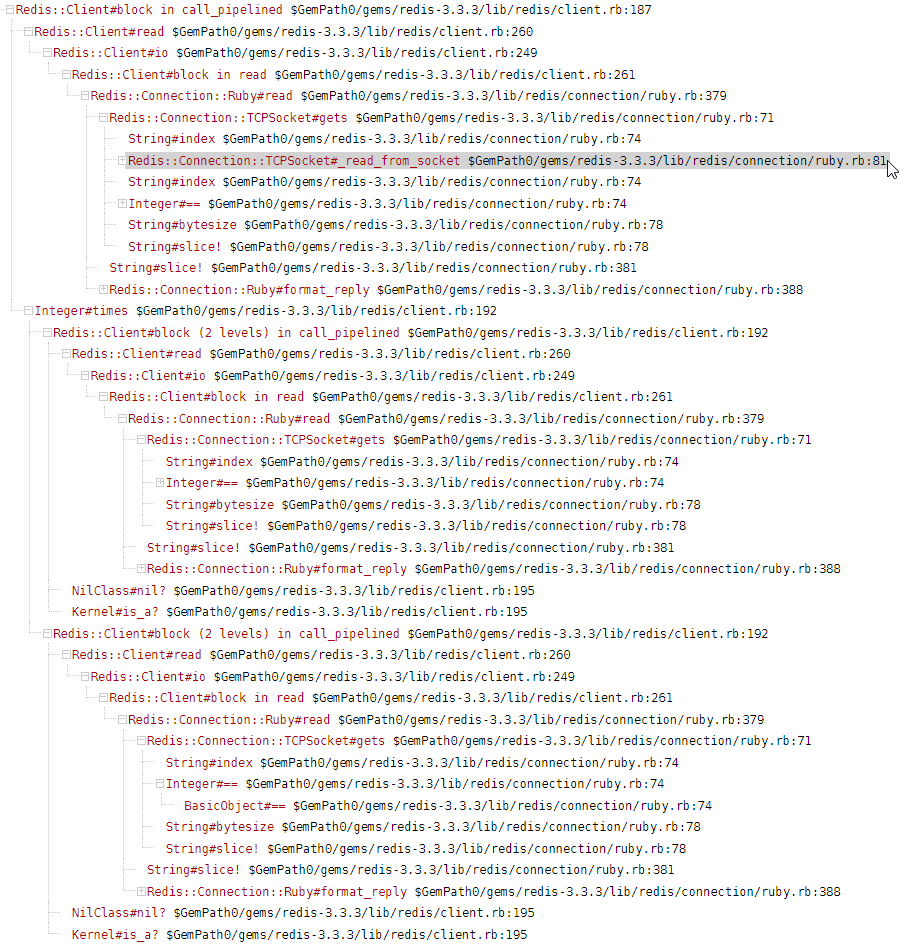 Redis::Client#block in call_pipelined $GemPath0/gems/redis-3.3.3/lib/redis/client.rb:187
Redis::Client#read $GemPath0/gems/redis-3.3.3/lib/redis/client.rb:260
Redis::Client#io $GemPath0/gems/redis-3.3.3/lib/redis/client.rb:249
Redis::Client#block in read $GemPath0/gems/redis-3.3.3/lib/redis/client.rb:261
Redis::Connection::Ruby#read $GemPath0/gems/redis-3.3.3/lib/redis/connection/ruby.rb:379
Redis::Connection::TCPSocket#gets $GemPath0/gems/redis-3.3.3/lib/redis/connection/ruby.rb:71
String#index $GemPath0/gems/redis-3.3.3/lib/redis/connection/ruby.rb:74
Redis::Connection::TCPSocket#_read_from_socket $GemPath0/gems/redis-3.3.3/lib/redis/connection/ruby.rb:81
String#index $GemPath0/gems/redis-3.3.3/lib/redis/connection/ruby.rb:74
Integer#== $GemPath0/gems/redis-3.3.3/lib/redis/connection/ruby.rb:74
String#bytesize $GemPath0/gems/redis-3.3.3/lib/redis/connection/ruby.rb:78
String#slice! $GemPath0/gems/redis-3.3.3/lib/redis/connection/ruby.rb:78
String#slice! $GemPath0/gems/redis-3.3.3/lib/redis/connection/ruby.rb:381
Redis::Connection::Ruby#format_reply $GemPath0/gems/redis-3.3.3/lib/redis/connection/ruby.rb:388
Integer#times $GemPath0/gems/redis-3.3.3/lib/redis/client.rb:192
Redis::Client#block (2 levels) in call_pipelined $GemPath0/gems/redis-3.3.3/lib/redis/client.rb:192
Redis::Client#read $GemPath0/gems/redis-3.3.3/lib/redis/client.rb:260
Redis::Client#io $GemPath0/gems/redis-3.3.3/lib/redis/client.rb:249
Redis::Client#block in read $GemPath0/gems/redis-3.3.3/lib/redis/client.rb:261
Redis::Connection::Ruby#read $GemPath0/gems/redis-3.3.3/lib/redis/connection/ruby.rb:379
Redis::Connection::TCPSocket#gets $GemPath0/gems/redis-3.3.3/lib/redis/connection/ruby.rb:71
String#index $GemPath0/gems/redis-3.3.3/lib/redis/connection/ruby.rb:74
Integer#== $GemPath0/gems/redis-3.3.3/lib/redis/connection/ruby.rb:74
String#bytesize $GemPath0/gems/redis-3.3.3/lib/redis/connection/ruby.rb:78
String#slice! $GemPath0/gems/redis-3.3.3/lib/redis/connection/ruby.rb:78
String#slice! $GemPath0/gems/redis-3.3.3/lib/redis/connection/ruby.rb:381
Redis::Connection::Ruby#format_reply $GemPath0/gems/redis-3.3.3/lib/redis/connection/ruby.rb:388
NilClass#nil? $GemPath0/gems/redis-3.3.3/lib/redis/client.rb:195
Kernel#is_a? $GemPath0/gems/redis-3.3.3/lib/redis/client.rb:195
Redis::Client#block (2 levels) in call_pipelined $GemPath0/gems/redis-3.3.3/lib/redis/client.rb:192
Redis::Client#read $GemPath0/gems/redis-3.3.3/lib/redis/client.rb:260
Redis::Client#io $GemPath0/gems/redis-3.3.3/lib/redis/client.rb:249
Redis::Client#block in read $GemPath0/gems/redis-3.3.3/lib/redis/client.rb:261
Redis::Connection::Ruby#read $GemPath0/gems/redis-3.3.3/lib/redis/connection/ruby.rb:379
Redis::Connection::TCPSocket#gets $GemPath0/gems/redis-3.3.3/lib/redis/connection/ruby.rb:71
String#index $GemPath0/gems/redis-3.3.3/lib/redis/connection/ruby.rb:74
Integer#== $GemPath0/gems/redis-3.3.3/lib/redis/connection/ruby.rb:74
BasicObject#== $GemPath0/gems/redis-3.3.3/lib/redis/connection/ruby.rb:74
String#bytesize $GemPath0/gems/redis-3.3.3/lib/redis/connection/ruby.rb:78
String#slice! $GemPath0/gems/redis-3.3.3/lib/redis/connection/ruby.rb:78
String#slice! $GemPath0/gems/redis-3.3.3/lib/redis/connection/ruby.rb:381
Redis::Connection::Ruby#format_reply $GemPath0/gems/redis-3.3.3/lib/redis/connection/ruby.rb:388
NilClass#nil? $GemPath0/gems/redis-3.3.3/lib/redis/client.rb:195
Kernel#is_a? $GemPath0/gems/redis-3.3.3/lib/redis/client.rb:195